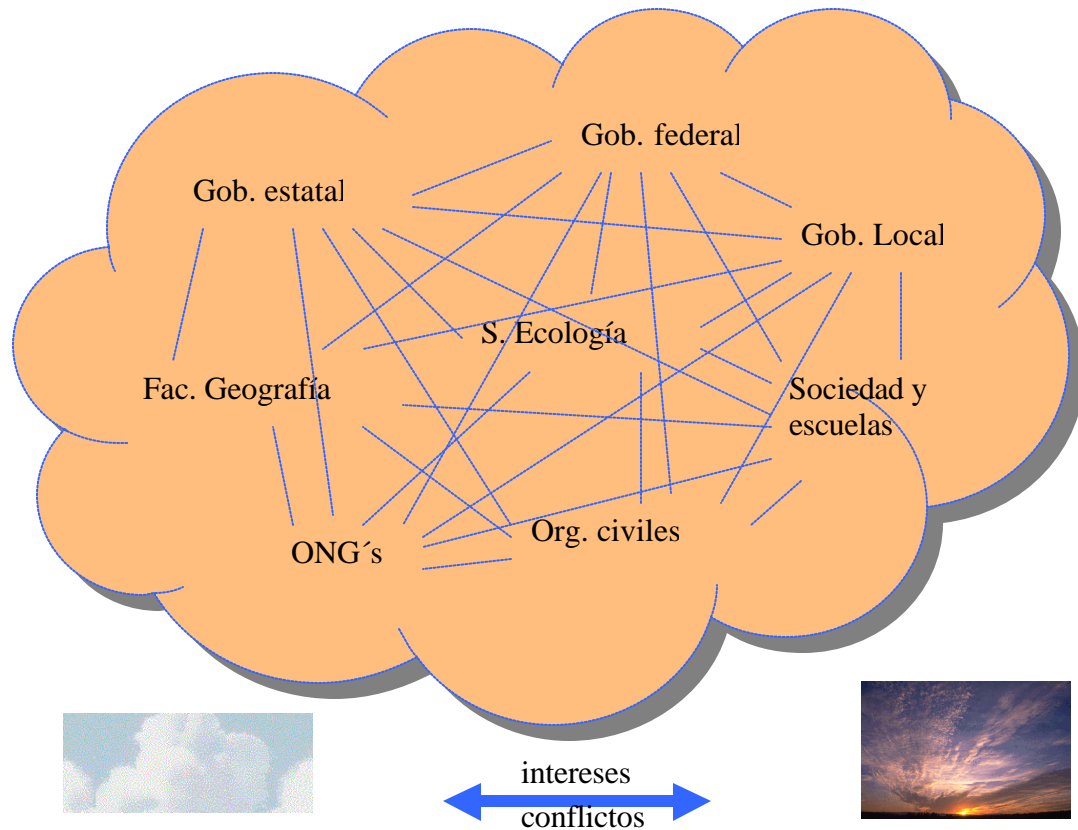 Gob. federal
Gob. estatal
Gob. Local
S. Ecología
Fac. Geografía
Sociedad y
escuelas
Org. civiles
ONG´s
intereses
conflictos